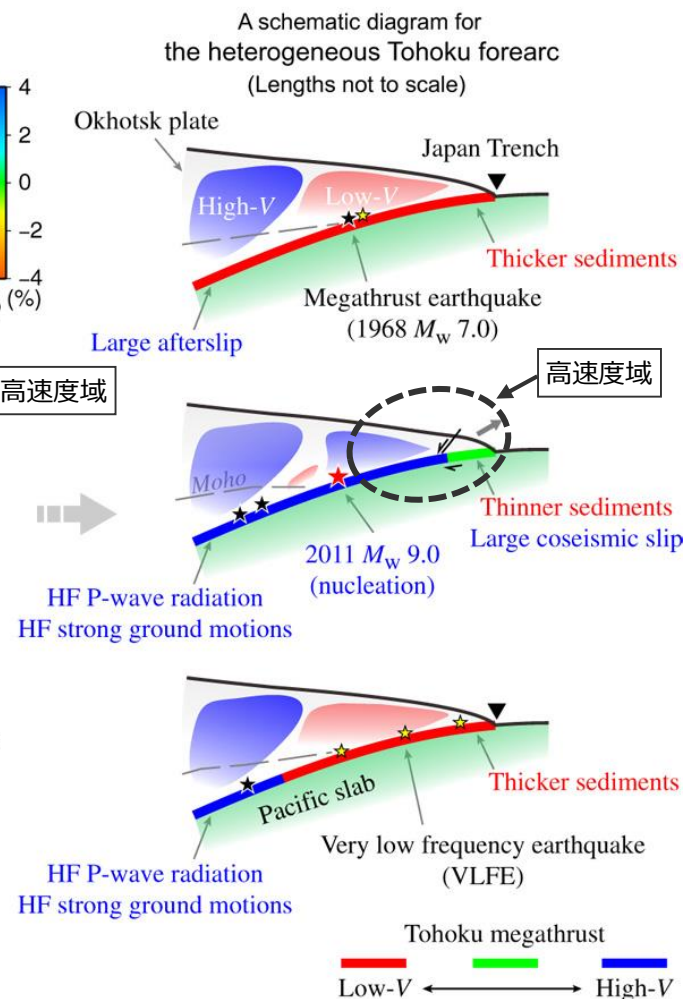 A schematic diagram for
the heterogeneous Tohoku forearc
(Lengths not to scale)
4
2
0
−2
−4
(%)
Okhotsk plate
Japan Trench
High-V
Low-V
Thicker sediments
Megathrust earthquake
(1968 Mw 7.0)
Large afterslip
高速度域
高速度域
Moho
Thinner sediments
Large coseismic slip
2011 Mw 9.0
(nucleation)
HF P-wave radiation
HF strong ground motions
Pacific slab
Thicker sediments
Very low frequency earthquake
(VLFE)
HF P-wave radiation
HF strong ground motions
Tohoku megathrust
Low-V
High-V